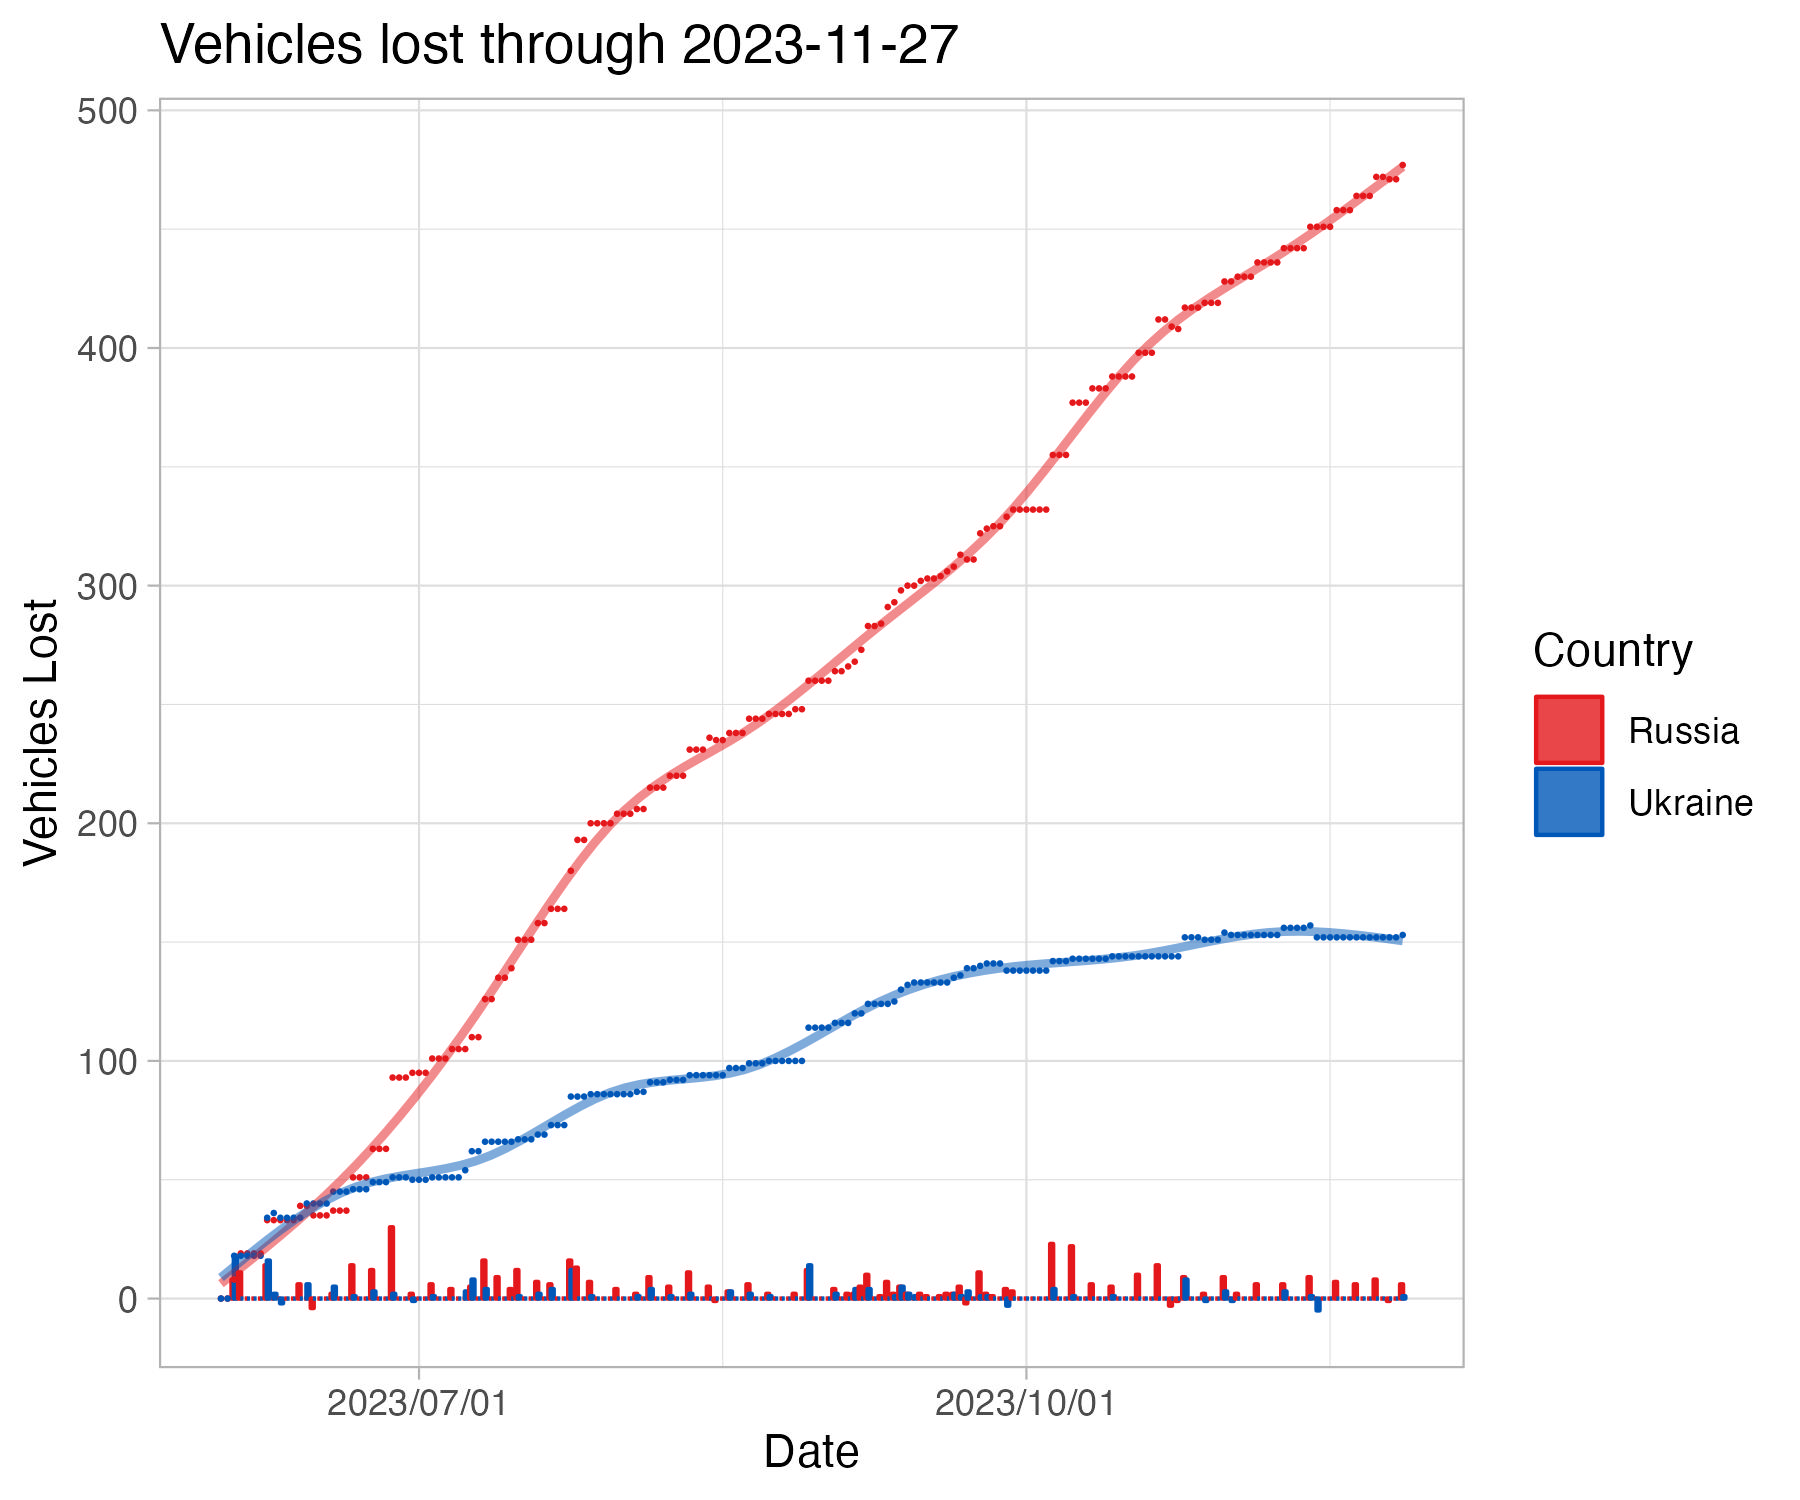 Vehicles lost through 2023-11-27
500
400
300
200
100
0
Vehicles Lost
2023/07/01
2023/10/01
Date
Country
Russia
Ukraine